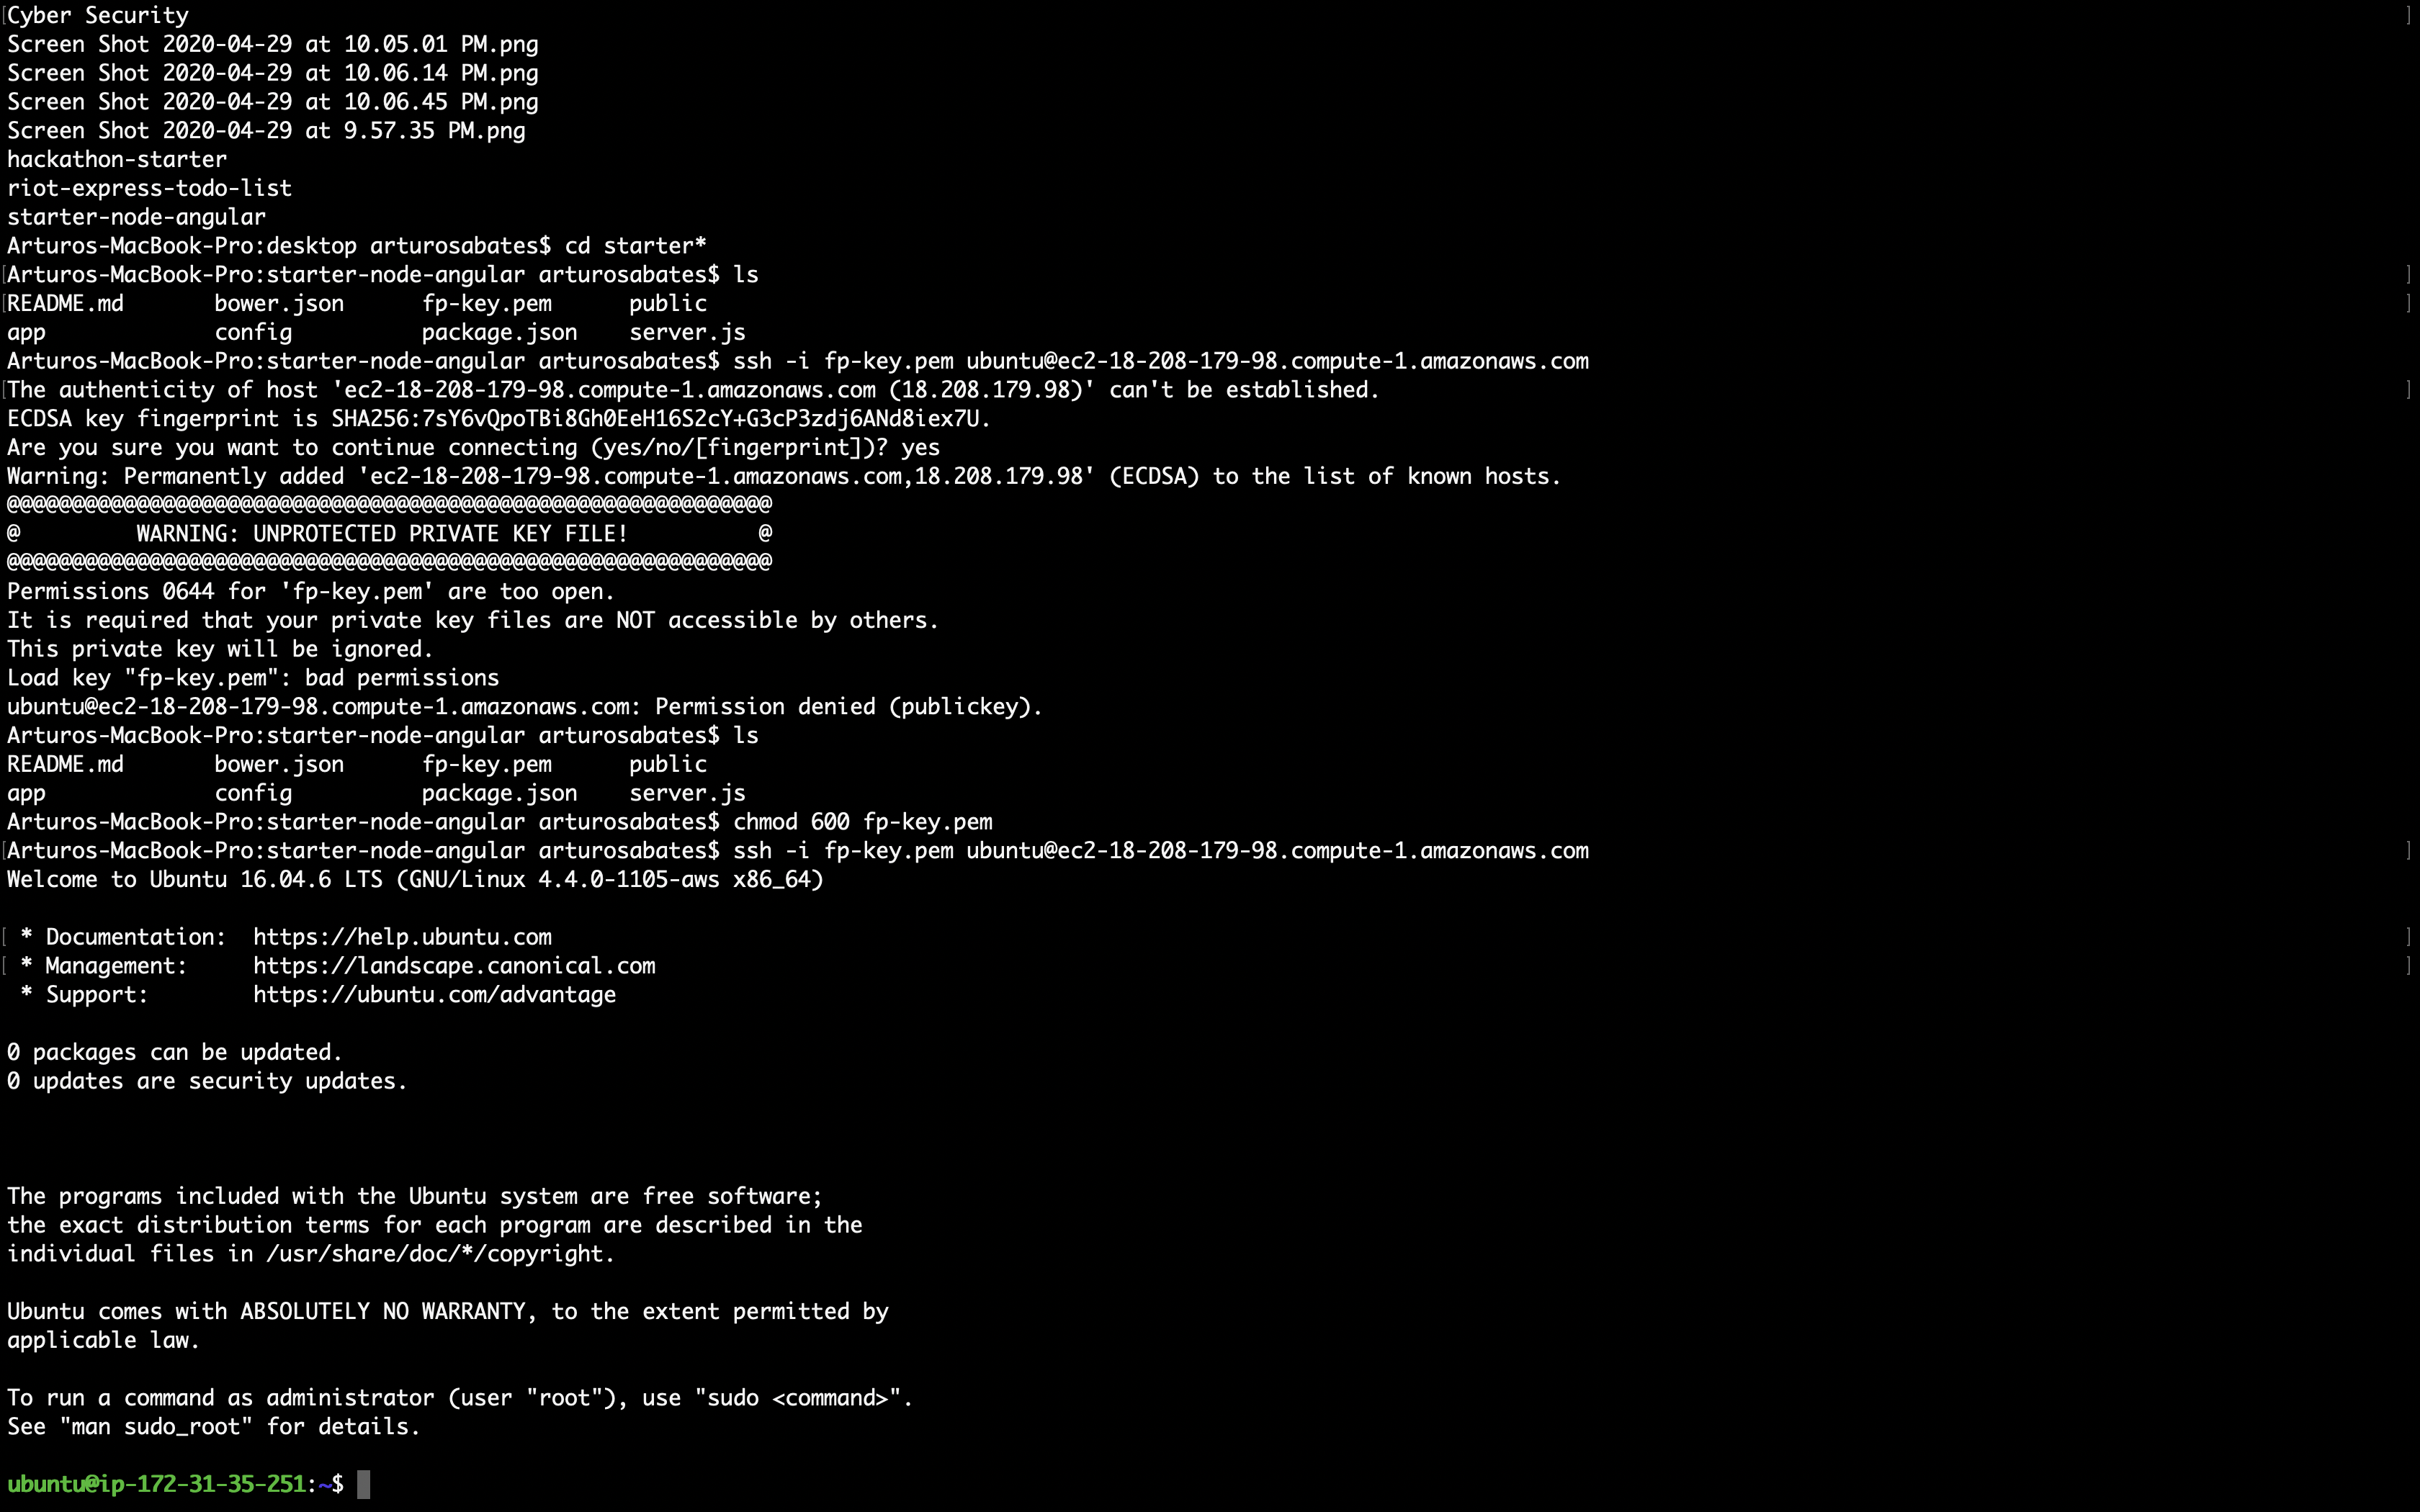 [Cyber Security ]
Screen Shot 2020-04-29 at 10.05.01 PM.png
Screen Shot 2020-04-29 at 10.06.14 PM.png
Screen Shot 2020-04-29 at 10.06.45 PM.png
Screen Shot 2020-04-29 at 9.57.35 PM.png
hackathon-starter
riot-express-todo-list
starter-node-angular
Arturos-MacBook-Pro:desktop arturosabates$ cd starter*
[Arturos-MacBook-Pro:starter-node-angular arturosabates$ ls ]
[README.md bower.json fp-key.pem public ]
app config package.json server.js
Arturos-MacBook-Pro:starter-node-angular arturosabates$ ssh -i fp-key.pem ubuntu@ec2-18-208-179-98.compute-1.amazonaws.com
[The authenticity of host 'ec2-18-208-179-98.compute-1.amazonaws.com (18.208.179.98)' can't be established. ]
ECDSA key fingerprint is SHA256:7sY6vQpoTBi8Gh0EeH16S2cY+G3cP3zdj6ANd8iex7U.
Are you sure you want to continue connecting (yes/no/[fingerprint])? yes
Warning: Permanently added 'ec2-18-208-179-98.compute-1.amazonaws.com,18.208.179.98' (ECDSA) to the list of known hosts.
@@@@@@@@@@@@@@@@@@@@@@@@@@@@@@@@@@@@@@@@@@@@@@@@@@@@@@@@@@@
@ WARNING: UNPROTECTED PRIVATE KEY FILE! @
@@@@@@@@@@@@@@@@@@@@@@@@@@@@@@@@@@@@@@@@@@@@@@@@@@@@@@@@@@@
Permissions 0644 for 'fp-key.pem' are too open.
It is required that your private key files are NOT accessible by others.
This private key will be ignored.
Load key "fp-key.pem": bad permissions
ubuntu@ec2-18-208-179-98.compute-1.amazonaws.com: Permission denied (publickey).
Arturos-MacBook-Pro:starter-node-angular arturosabates$ ls
README.md bower.json fp-key.pem public
app config package.json server.js
Arturos-MacBook-Pro:starter-node-angular arturosabates$ chmod 600 fp-key.pem
[Arturos-MacBook-Pro:starter-node-angular arturosabates$ ssh -i fp-key.pem ubuntu@ec2-18-208-179-98.compute-1.amazonaws.com ]
Welcome to Ubuntu 16.04.6 LTS (GNU/Linux 4.4.0-1105-aws x86_64)
[ * Documentation: https://help.ubuntu.com ]
[ * Management: https://landscape.canonical.com ]
* Support: https://ubuntu.com/advantage
0 packages can be updated.
0 updates are security updates.
The programs included with the Ubuntu system are free software;
the exact distribution terms for each program are described in the
individual files in /usr/share/doc/*/copyright.
Ubuntu comes with ABSOLUTELY NO WARRANTY, to the extent permitted by
applicable law.
To run a command as administrator (user "root"), use "sudo <command>".
See "man sudo_root" for details.
ubuntu@ip-172-31-35-251:~$